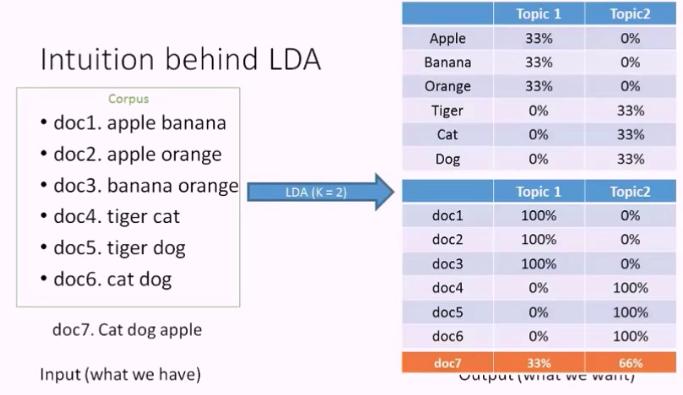 Intuition behind LDA
Corpus
• doc1. apple banana
• doc2. apple orange
• doc3. banana orange
• doc4. tiger cat
• doc5. tiger dog
• doc6. cat dog
doc7. Cat dog apple
Input (what we have)
LDA (K = 2)
Topic 1 Topic2
Apple 33% 0%
Banana 33% 0%
Orange 33% 0%
Tiger 0% 33%
Cat 0% 33%
Dog 0% 33%
Topic 1 Topic2
doc1 100% 0%
doc2 100% 0%
doc3 100% 0%
doc4 0% 100%
doc5 0% 100%
doc6 0% 100%
doc7 33% 66%
Output (what we want)